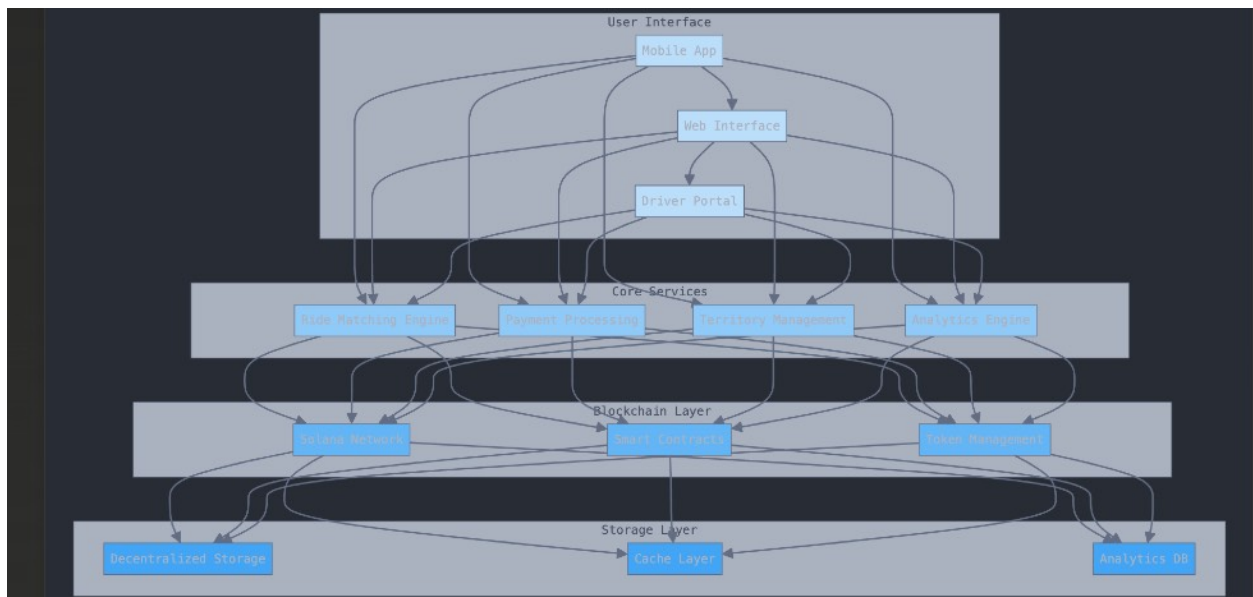 User Interface
Mobile App
Web Interface
Driver Portal
Core Services
Ride Matching Engine
Payment Processing
Territory Management
Analytics Engine
Blockchain Layer
Solana Network
Smart Contracts
Token Management
Storage Layer
Decentralized Storage
Cache Layer
Analytics DB